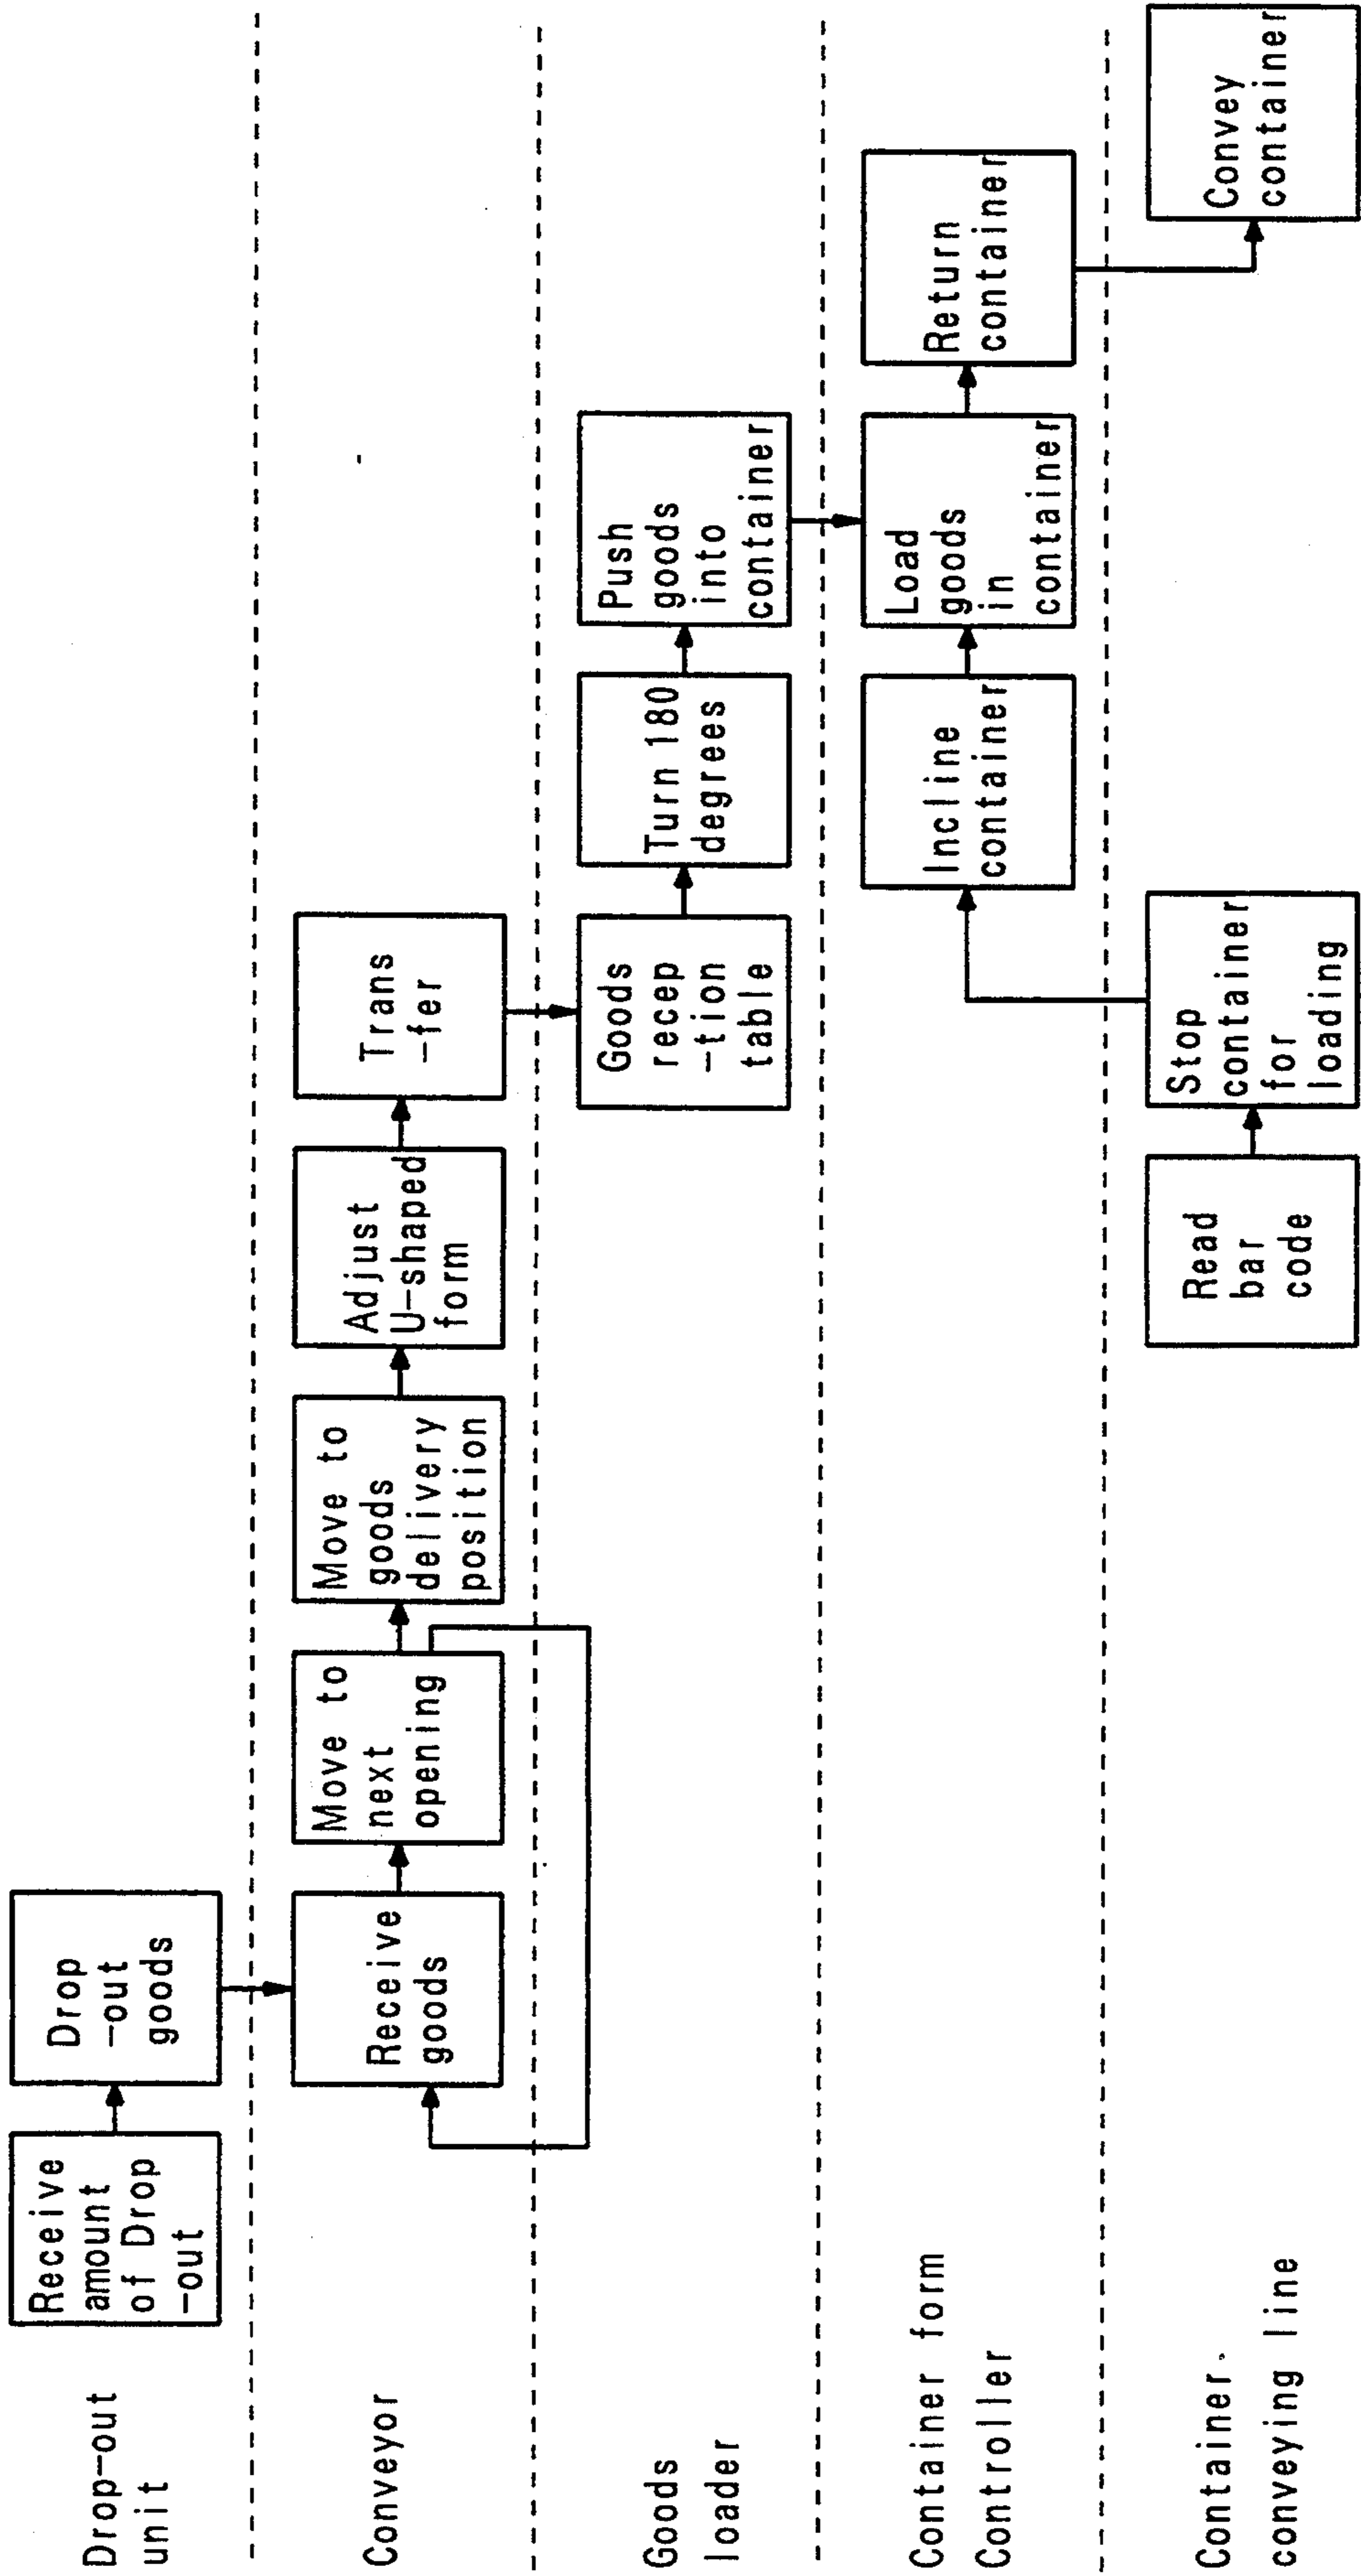 Drop-out
unit
Receive
amount
of Drop
-out
Drop
-out
goods
Conveyor
Receive
goods
Move to
next
opening
Move to
goods
delivery
position
Adjust
U-shaped
form
Trans
-fer
Goods
loader
Goods
recep
-tion
table
Turn 180
degrees
Push
goods
into
container
Container form
Controller
Incline
container
Load
goods
in
container
Return
container
Container
conveying line
Read
bar
code
Stop
container
for
loading
Convey
container